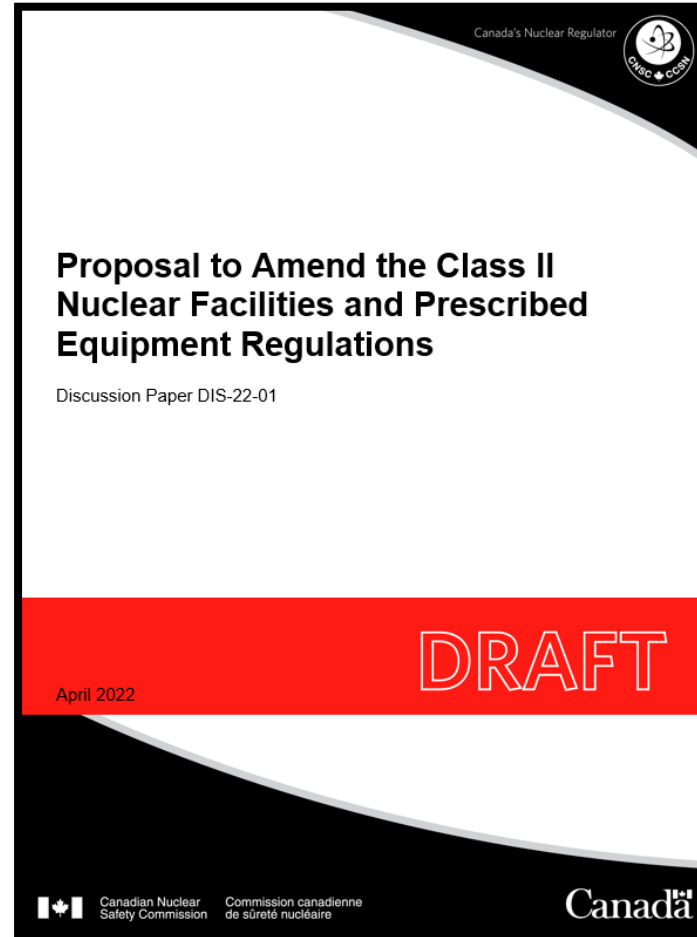 Canada's Nuclear Regulator
CNSC CCSN
Proposal to Amend the Class II
Nuclear Facilities and Prescribed
Equipment Regulations
Discussion Paper DIS-22-01
DRAFT
April 2022
Canadian Nuclear
Safety Commission
Commission canadienne
de sûreté nucléaire
Canada